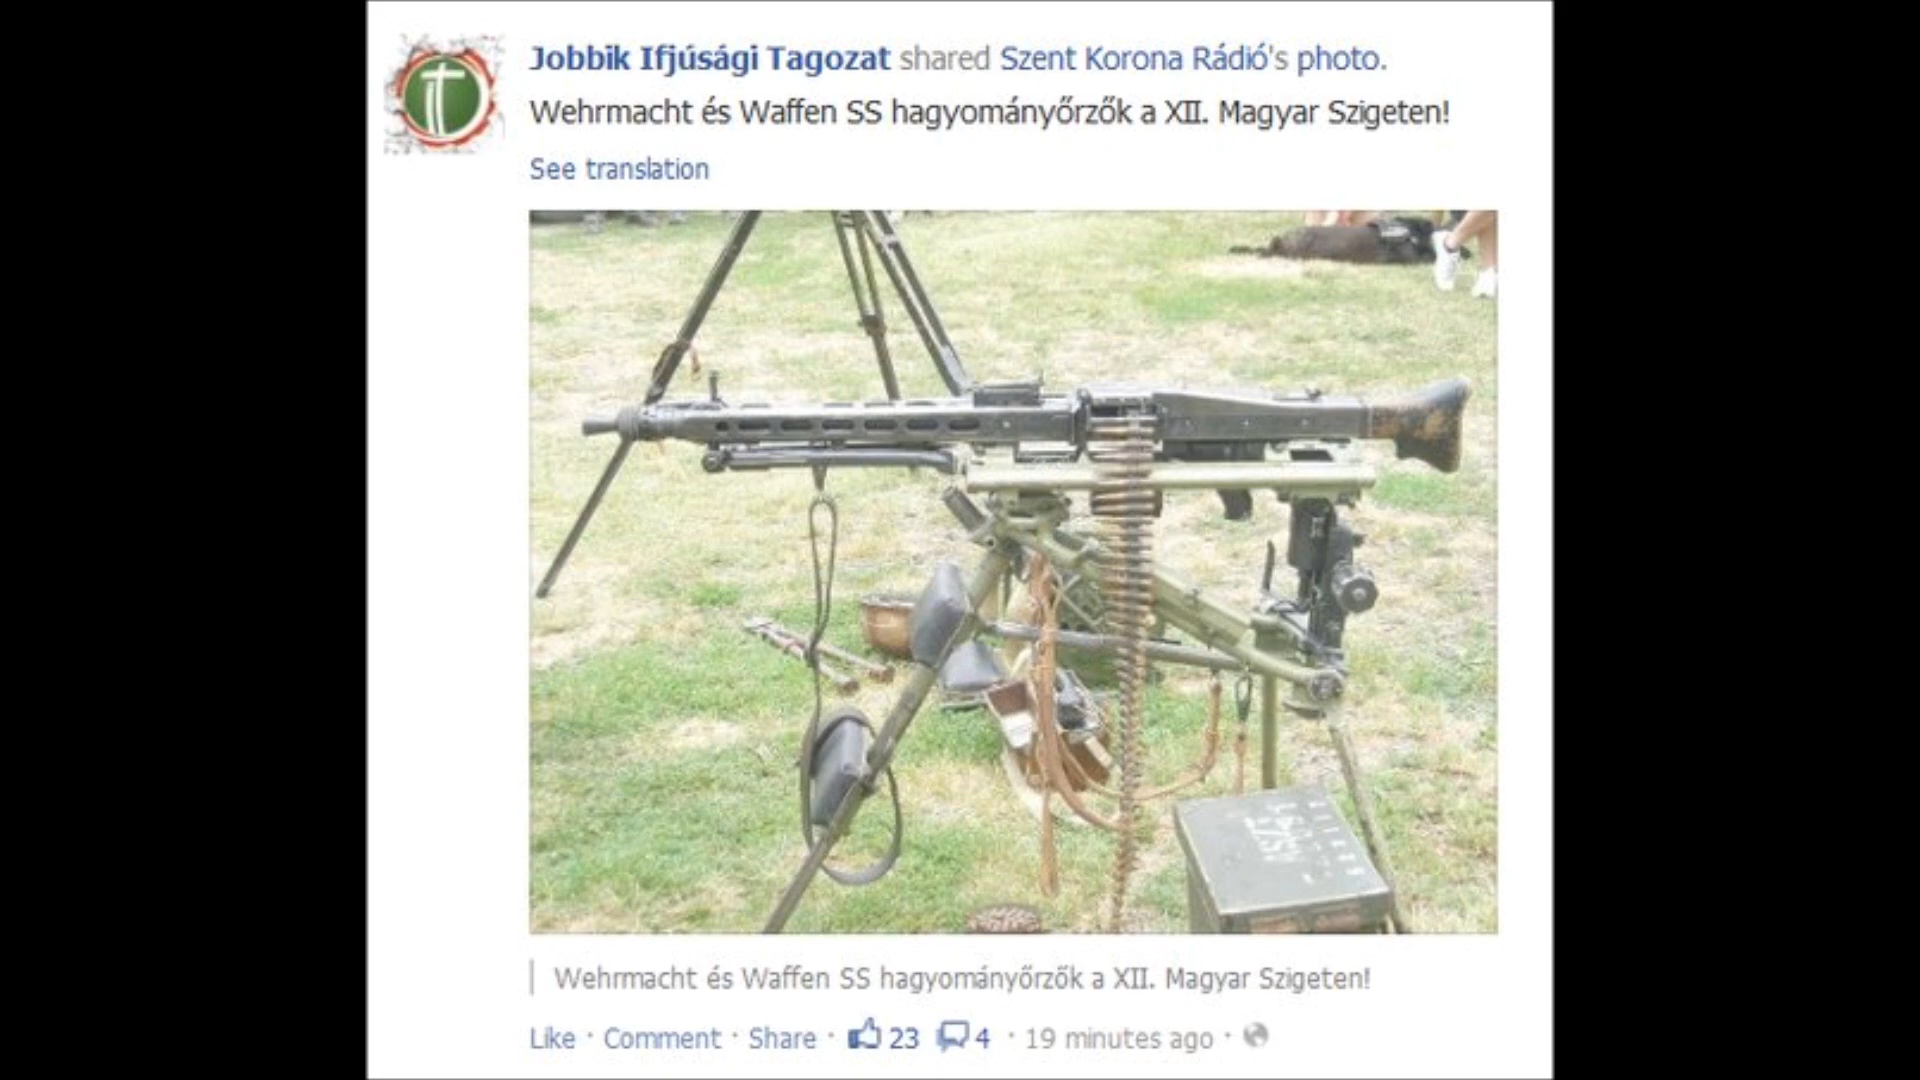 Jobbik Ifjúsági Tagozat shared Szent Korona Rádió's photo.
Wehrmacht és Waffen SS hagyományőrzők a XII. Magyar Szigeten!
See translation
Wehrmacht és Waffen SS hagyományőrzők a XII. Magyar Szigeten!
Like · Comment · Share · 23 4 · 19 minutes ago ·